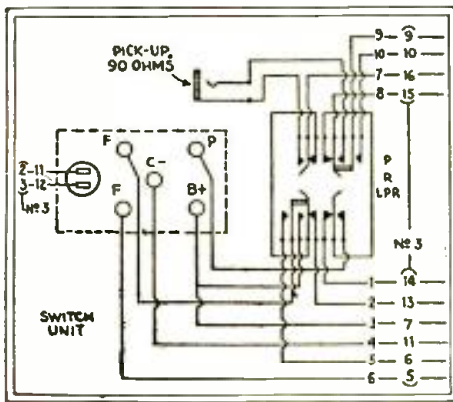 PICK-UP
90 OHMS
9 9
10 10
7 16
8 15
F P
C-
F B+
2-11
3-12
Nº 3
P
R
LPR
Nº 3
SWITCH
UNIT
1 14
2 13
3 7
4 11
5 6
6 5